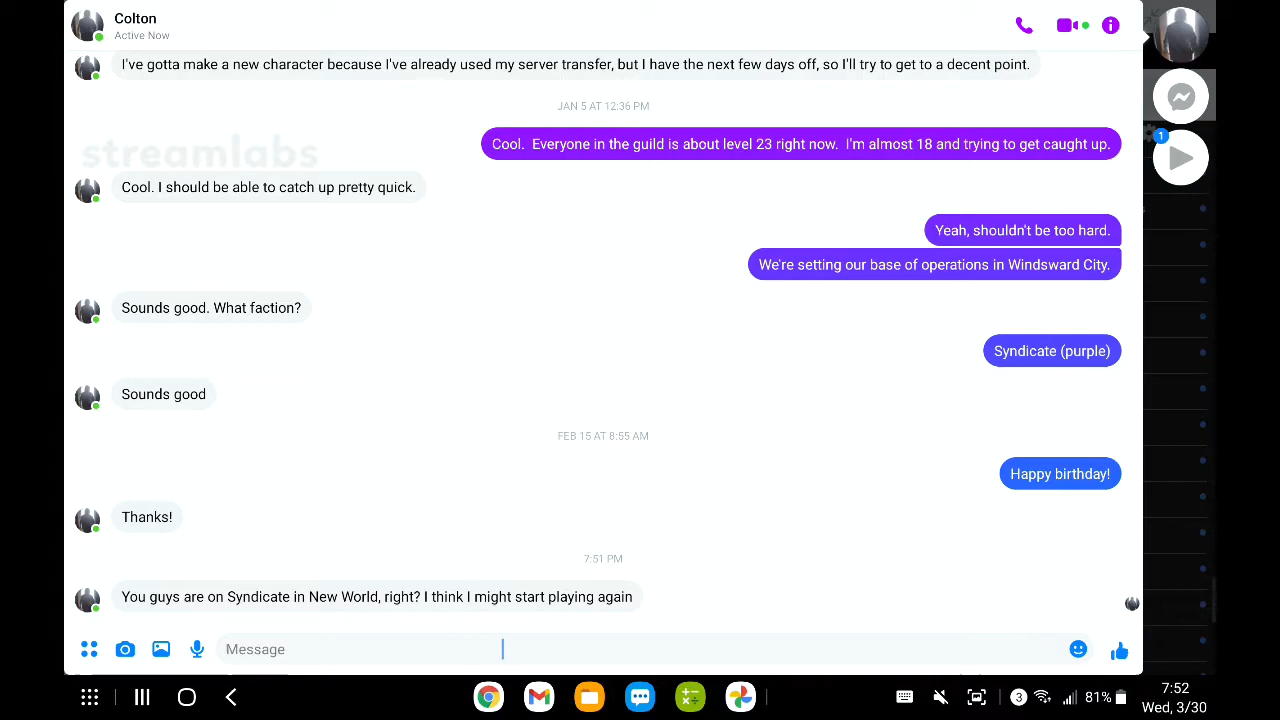 Colton
Active Now
I've gotta make a new character because I've already used my server transfer, but I have the next few days off, so I'll try to get to a decent point.
JAN 5 AT 12:36 PM
Cool.  Everyone in the guild is about level 23 right now.  I'm almost 18 and trying to get caught up.
Cool. I should be able to catch up pretty quick.
Yeah, shouldn't be too hard.
We're setting our base of operations in Windsward City.
Sounds good. What faction?
Syndicate (purple)
Sounds good
FEB 15 AT 8:55 AM
Happy birthday!
Thanks!
7:51 PM
You guys are on Syndicate in New World, right? I think I might start playing again
Message
1
3
81%
7:52
Wed, 3/30